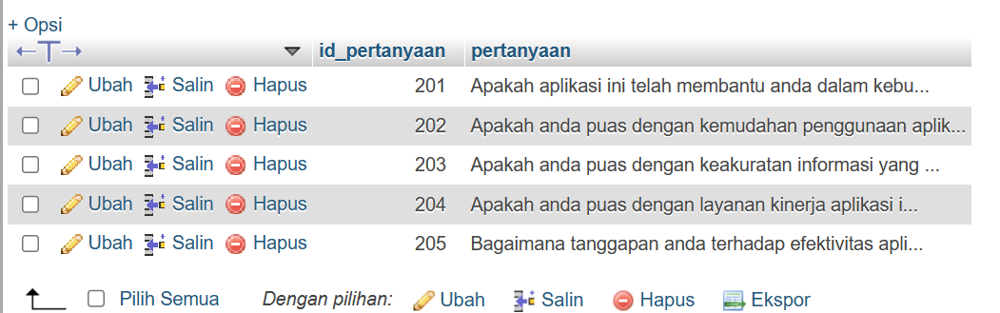 + Opsi
←T→ id_pertanyaan pertanyaan
Ubah Salin Hapus 201 Apakah aplikasi ini telah membantu anda dalam kebu...
Ubah Salin Hapus 202 Apakah anda puas dengan kemudahan penggunaan aplik...
Ubah Salin Hapus 203 Apakah anda puas dengan keakuratan informasi yang ...
Ubah Salin Hapus 204 Apakah anda puas dengan layanan kinerja aplikasi i...
Ubah Salin Hapus 205 Bagaimana tanggapan anda terhadap efektivitas apli...
Pilih Semua Dengan pilihan: Ubah Salin Hapus Ekspor